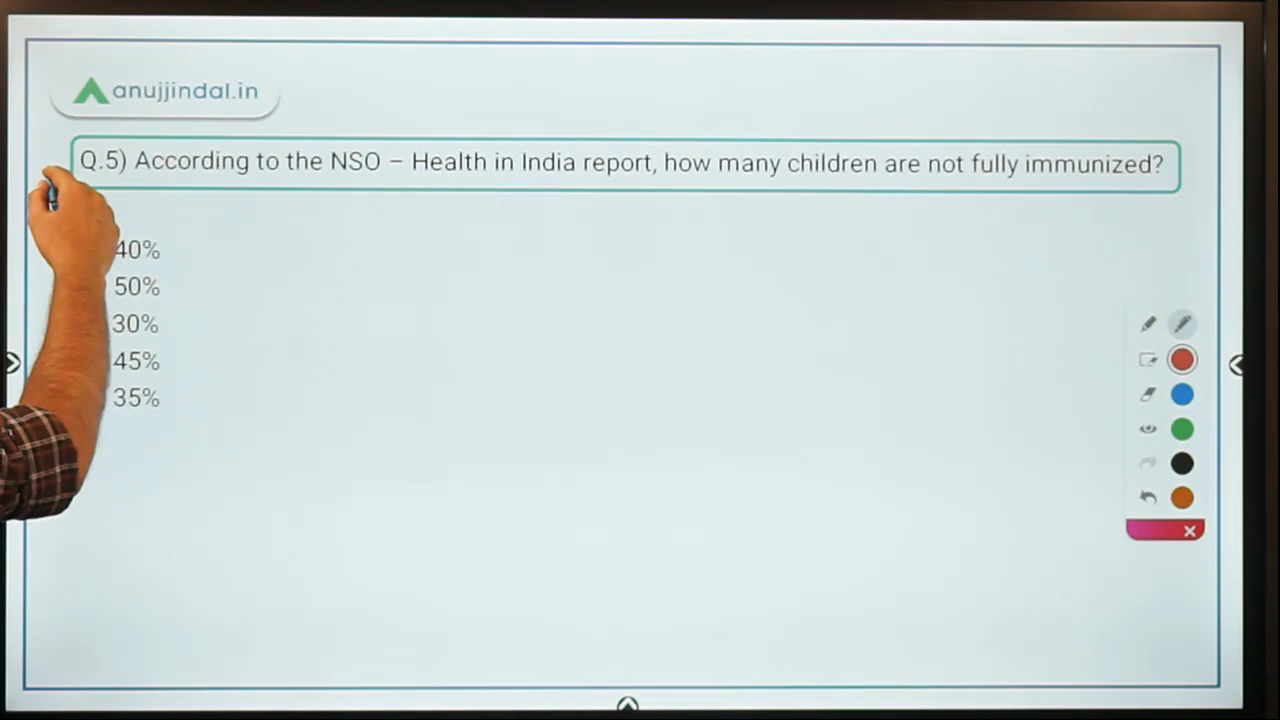 anujjindal.in
Q.5) According to the NSO – Health in India report, how many children are not fully immunized?
40%
50%
30%
45%
35%